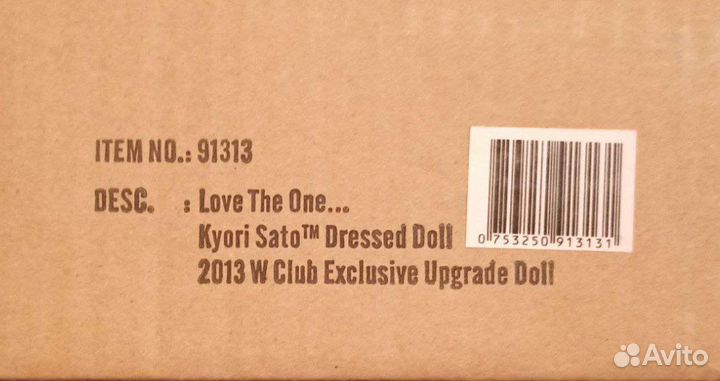 ITEM NO.: 91313
DESC. : Love The One...
Kyori Sato™ Dressed Doll
2013 W Club Exclusive Upgrade Doll
0 753250 913131
Avito